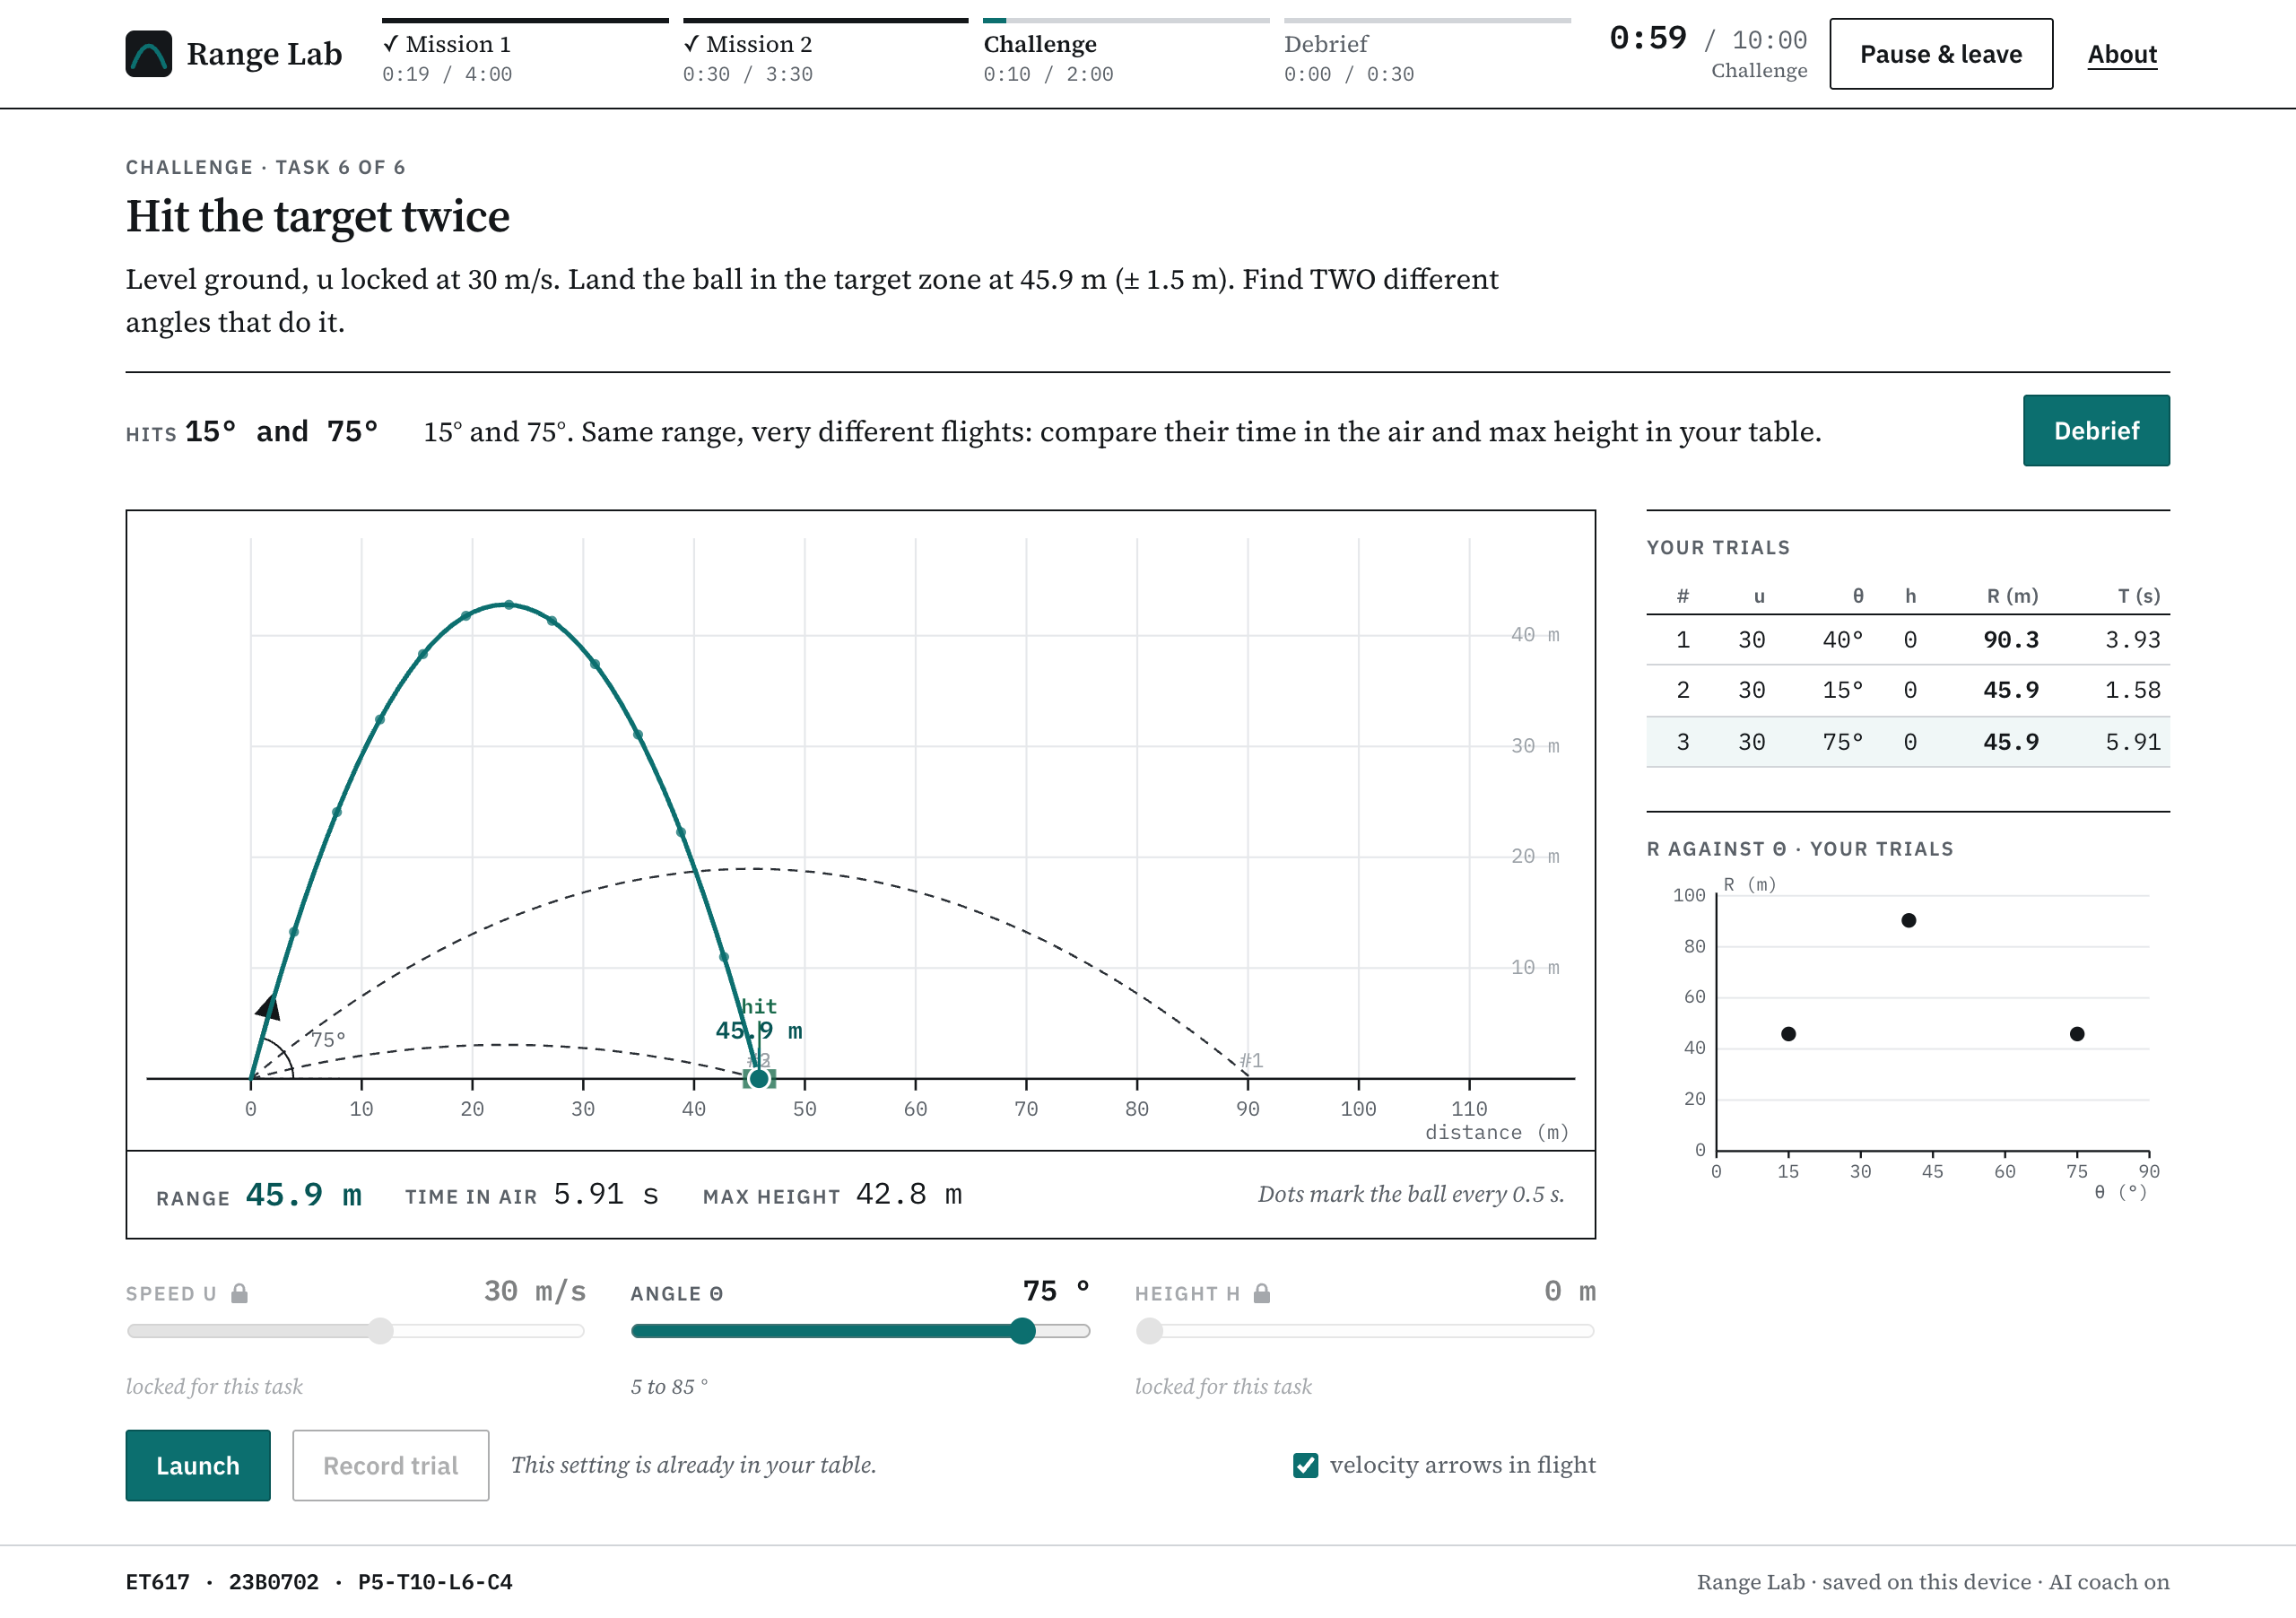 Range Lab
✓ Mission 1
0:19 / 4:00
✓ Mission 2
0:30 / 3:30
Challenge
0:10 / 2:00
Debrief
0:00 / 0:30
0:59 / 10:00
Challenge
Pause & leave
About
CHALLENGE · TASK 6 OF 6
Hit the target twice
Level ground, u locked at 30 m/s. Land the ball in the target zone at 45.9 m (± 1.5 m). Find TWO different
angles that do it.
HITS 15° and 75°
15° and 75°. Same range, very different flights: compare their time in the air and max height in your table.
Debrief
40 m
30 m
20 m
10 m
hit
45.9 m
75°
#1
0 10 20 30 40 50 60 70 80 90 100 110
distance (m)
RANGE 45.9 m TIME IN AIR 5.91 s MAX HEIGHT 42.8 m
Dots mark the ball every 0.5 s.
YOUR TRIALS
# u θ h R (m) T (s)
1 30 40° 0 90.3 3.93
2 30 15° 0 45.9 1.58
3 30 75° 0 45.9 5.91
R AGAINST Θ · YOUR TRIALS
R (m)
100
80
60
40
20
0
0 15 30 45 60 75 90
θ (°)
SPEED U 30 m/s
locked for this task
ANGLE Θ 75 °
5 to 85 °
HEIGHT H 0 m
locked for this task
Launch
Record trial
This setting is already in your table.
velocity arrows in flight
ET617 · 23B0702 · P5-T10-L6-C4
Range Lab · saved on this device · AI coach on